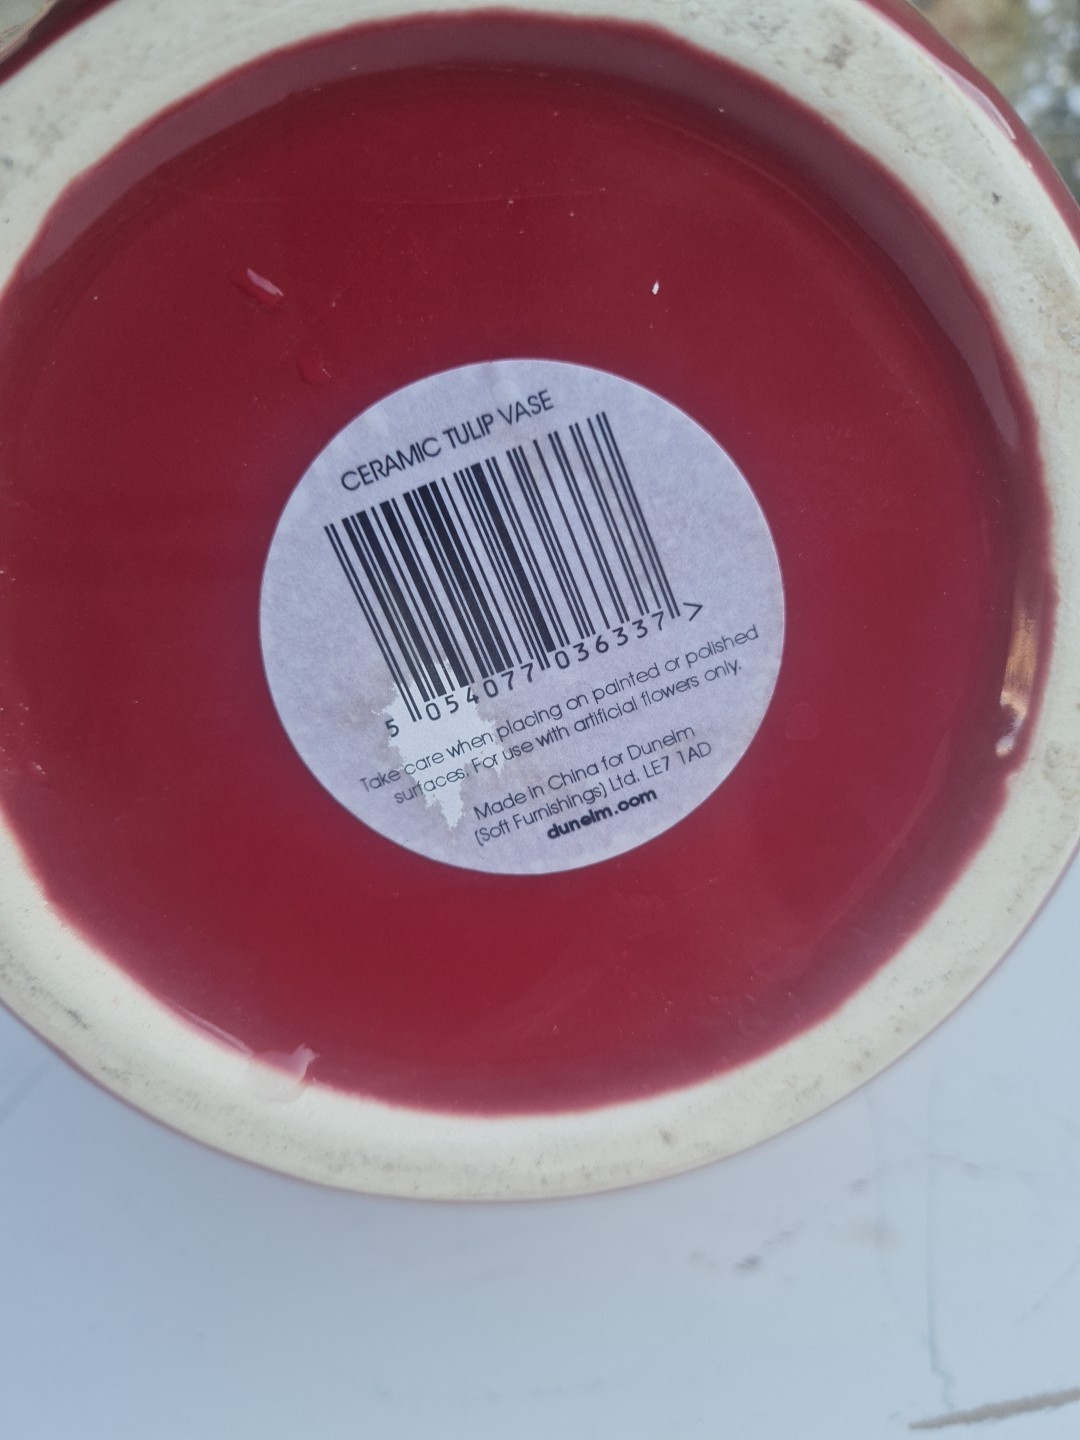 CERAMIC TULIP VASE
5 054077 036337 >
Take care when placing on painted or polished
surfaces. For use with artificial flowers only.
Made in China for Dunelm
(Soft Furnishings) Ltd. LE7 1AD
dunelm.com